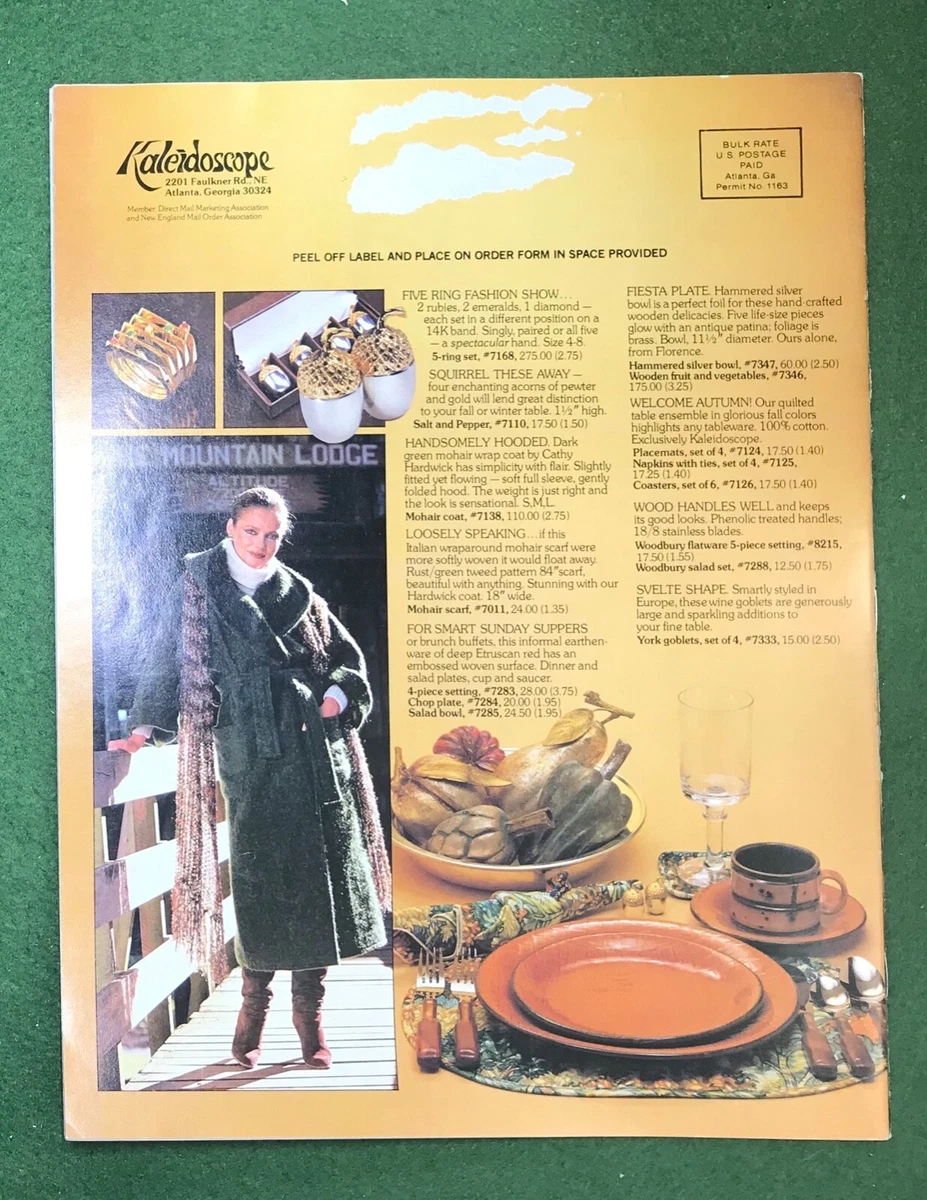 Kaleidoscope
2201 Faulkner Rd., NE
Atlanta, Georgia 30324
Member: Direct Mail Marketing Association
and New England Mail Order Association
BULK RATE
U S POSTAGE
PAID
Atlanta, Ga
Permit No. 1163
PEEL OFF LABEL AND PLACE ON ORDER FORM IN SPACE PROVIDED
FIVE RING FASHION SHOW...
2 rubies, 2 emeralds, 1 diamond —
each set in a different position on a
14K band. Singly, paired or all five
— a spectacular hand. Size 4-8.
5-ring set, #7168, 275.00 (2.75)
SQUIRREL THESE AWAY —
four enchanting acorns of pewter
and gold will lend great distinction
to your fall or winter table. 1½" high.
Salt and Pepper, #7110, 17.50 (1.50)
HANDSOMELY HOODED. Dark
green mohair wrap coat by Cathy
Hardwick has simplicity with flair. Slightly
fitted yet flowing — soft full sleeve, gently
folded hood. The weight is just right and
the look is sensational. S,M,L.
Mohair coat, #7138, 110.00 (2.75)
LOOSELY SPEAKING...if this
Italian wraparound mohair scarf were
more softly woven it would float away.
Rust/green tweed pattern 84" scarf,
beautiful with anything. Stunning with our
Hardwick coat. 18" wide.
Mohair scarf, #7011, 24.00 (1.35)
FOR SMART SUNDAY SUPPERS
or brunch buffets, this informal earthen-
ware of deep Etruscan red has an
embossed woven surface. Dinner and
salad plates, cup and saucer.
4-piece setting, #7283, 28.00 (3.75)
Chop plate, #7284, 20.00 (1.95)
Salad bowl, #7285, 24.50 (1.95)
FIESTA PLATE. Hammered silver
bowl is a perfect foil for these hand-crafted
wooden delicacies. Five life-size pieces
glow with an antique patina; foliage is
brass. Bowl, 11½" diameter. Ours alone,
from Florence.
Hammered silver bowl, #7347, 60.00 (2.50)
Wooden fruit and vegetables, #7346,
175.00 (3.25)
WELCOME AUTUMN! Our quilted
table ensemble in glorious fall colors
highlights any tableware. 100% cotton.
Exclusively Kaleidoscope.
Placemats, set of 4, #7124, 17.50 (1.40)
Napkins with ties, set of 4, #7125,
17.25 (1.40)
Coasters, set of 6, #7126, 17.50 (1.40)
WOOD HANDLES WELL and keeps
its good looks. Phenolic treated handles;
18/8 stainless blades.
Woodbury flatware 5-piece setting, #8215,
17.50 (1.55)
Woodbury salad set, #7288, 12.50 (1.75)
SVELTE SHAPE. Smartly styled in
Europe, these wine goblets are generously
large and sparkling additions to
your fine table.
York goblets, set of 4, #7333, 15.00 (2.50)
MOUNTAIN LODGE
ALTITUDE